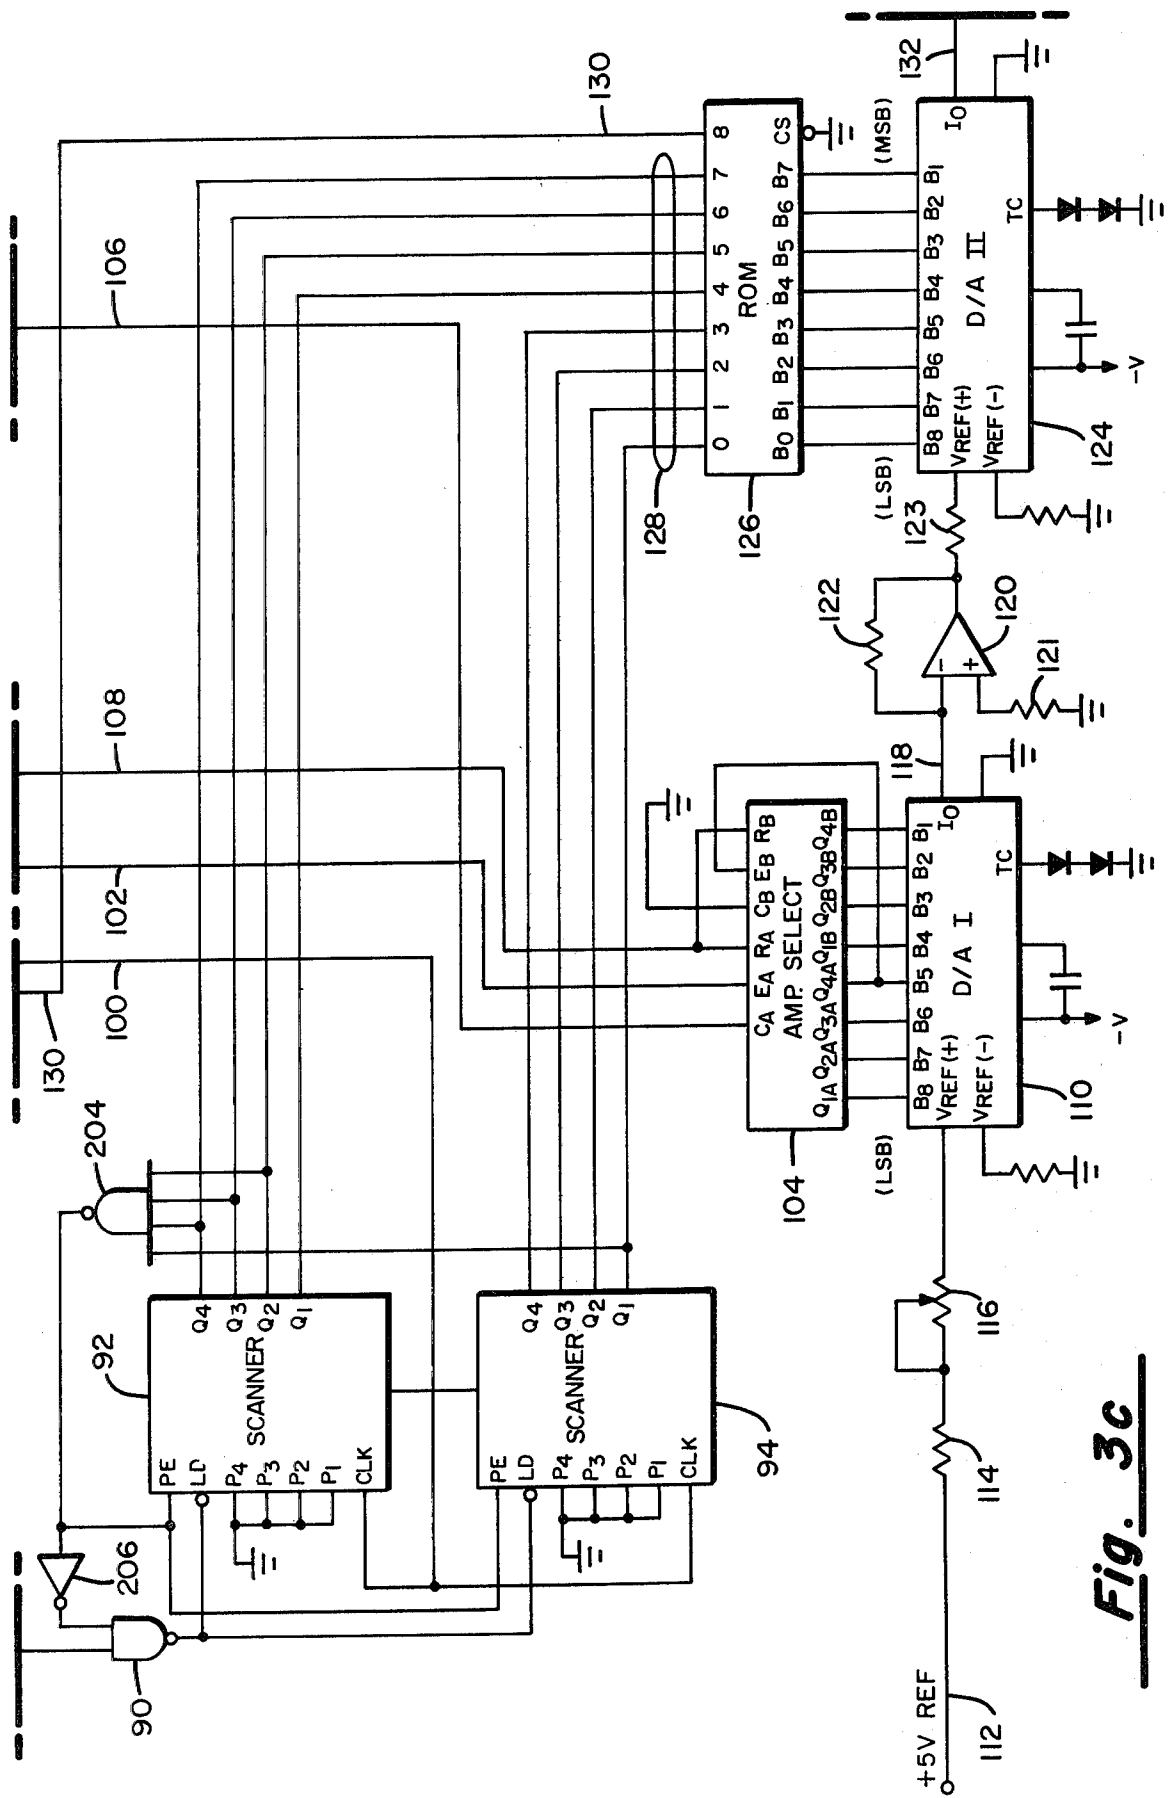 130
100
102
108
106
204
206
90
92
PE
LD
P4
P3
P2
P1
CLK
SCANNER
Q4
Q3
Q2
Q1
94
PE
LD
P4
P3
P2
P1
CLK
SCANNER
Q4
Q3
Q2
Q1
130
128
126
0 1 2 3 4 5 6 7 8
ROM
B0 B1 B2 B3 B4 B5 B6 B7 CS
104
CA EA RA CB EB RB
AMP. SELECT
Q1A Q2A Q3A Q4A Q1B Q2B Q3B Q4B
(LSB)
B8 B7 B6 B5 B4 B3 B2 B1
VREF(+)
VREF(-)
D/A I
IO
TC
110
-V
118
122
120
121
123
(LSB)
(MSB)
B8 B7 B6 B5 B4 B3 B2 B1
VREF(+)
VREF(-)
D/A II
IO
TC
124
-V
132
+5V REF
112
114
116
Fig. 3c